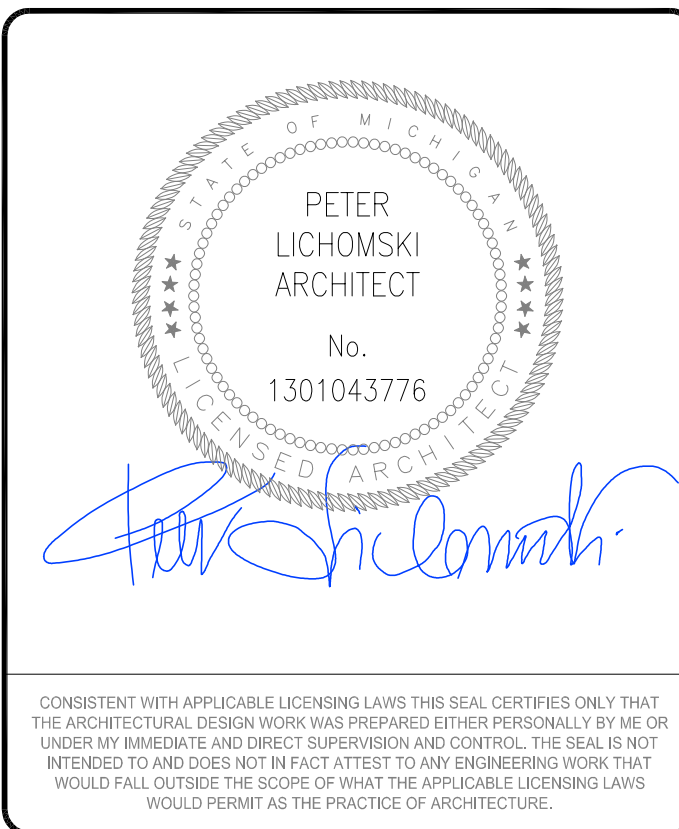 STATE OF MICHIGAN
PETER
LICHOMSKI
ARCHITECT
No.
1301043776
LICENSED ARCHITECT
Peter Lichomski
CONSISTENT WITH APPLICABLE LICENSING LAWS THIS SEAL CERTIFIES ONLY THAT
THE ARCHITECTURAL DESIGN WORK WAS PREPARED EITHER PERSONALLY BY ME OR
UNDER MY IMMEDIATE AND DIRECT SUPERVISION AND CONTROL. THE SEAL IS NOT
INTENDED TO AND DOES NOT IN FACT ATTEST TO ANY ENGINEERING WORK THAT
WOULD FALL OUTSIDE THE SCOPE OF WHAT THE APPLICABLE LICENSING LAWS
WOULD PERMIT AS THE PRACTICE OF ARCHITECTURE.